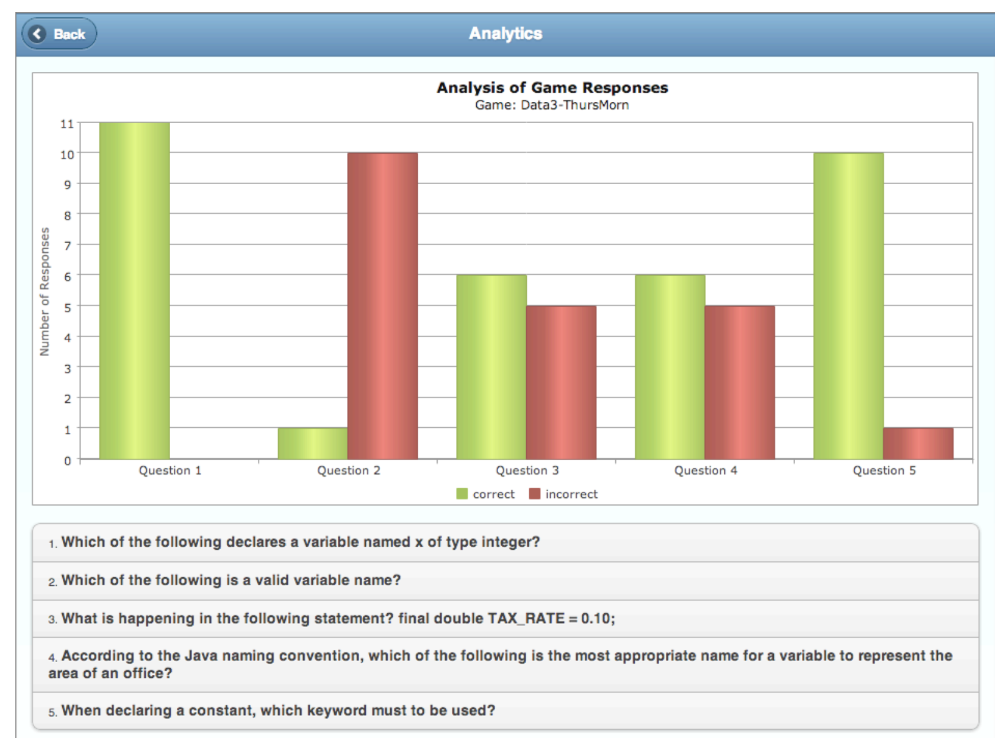 Back
Analytics
Analysis of Game Responses
Game: Data3-ThursMorn
Number of Responses
11
10
9
8
7
6
5
4
3
2
1
0
Question 1
Question 2
Question 3
Question 4
Question 5
correct incorrect
1. Which of the following declares a variable named x of type integer?
2. Which of the following is a valid variable name?
3. What is happening in the following statement? final double TAX_RATE = 0.10;
4. According to the Java naming convention, which of the following is the most appropriate name for a variable to represent the
area of an office?
5. When declaring a constant, which keyword must to be used?